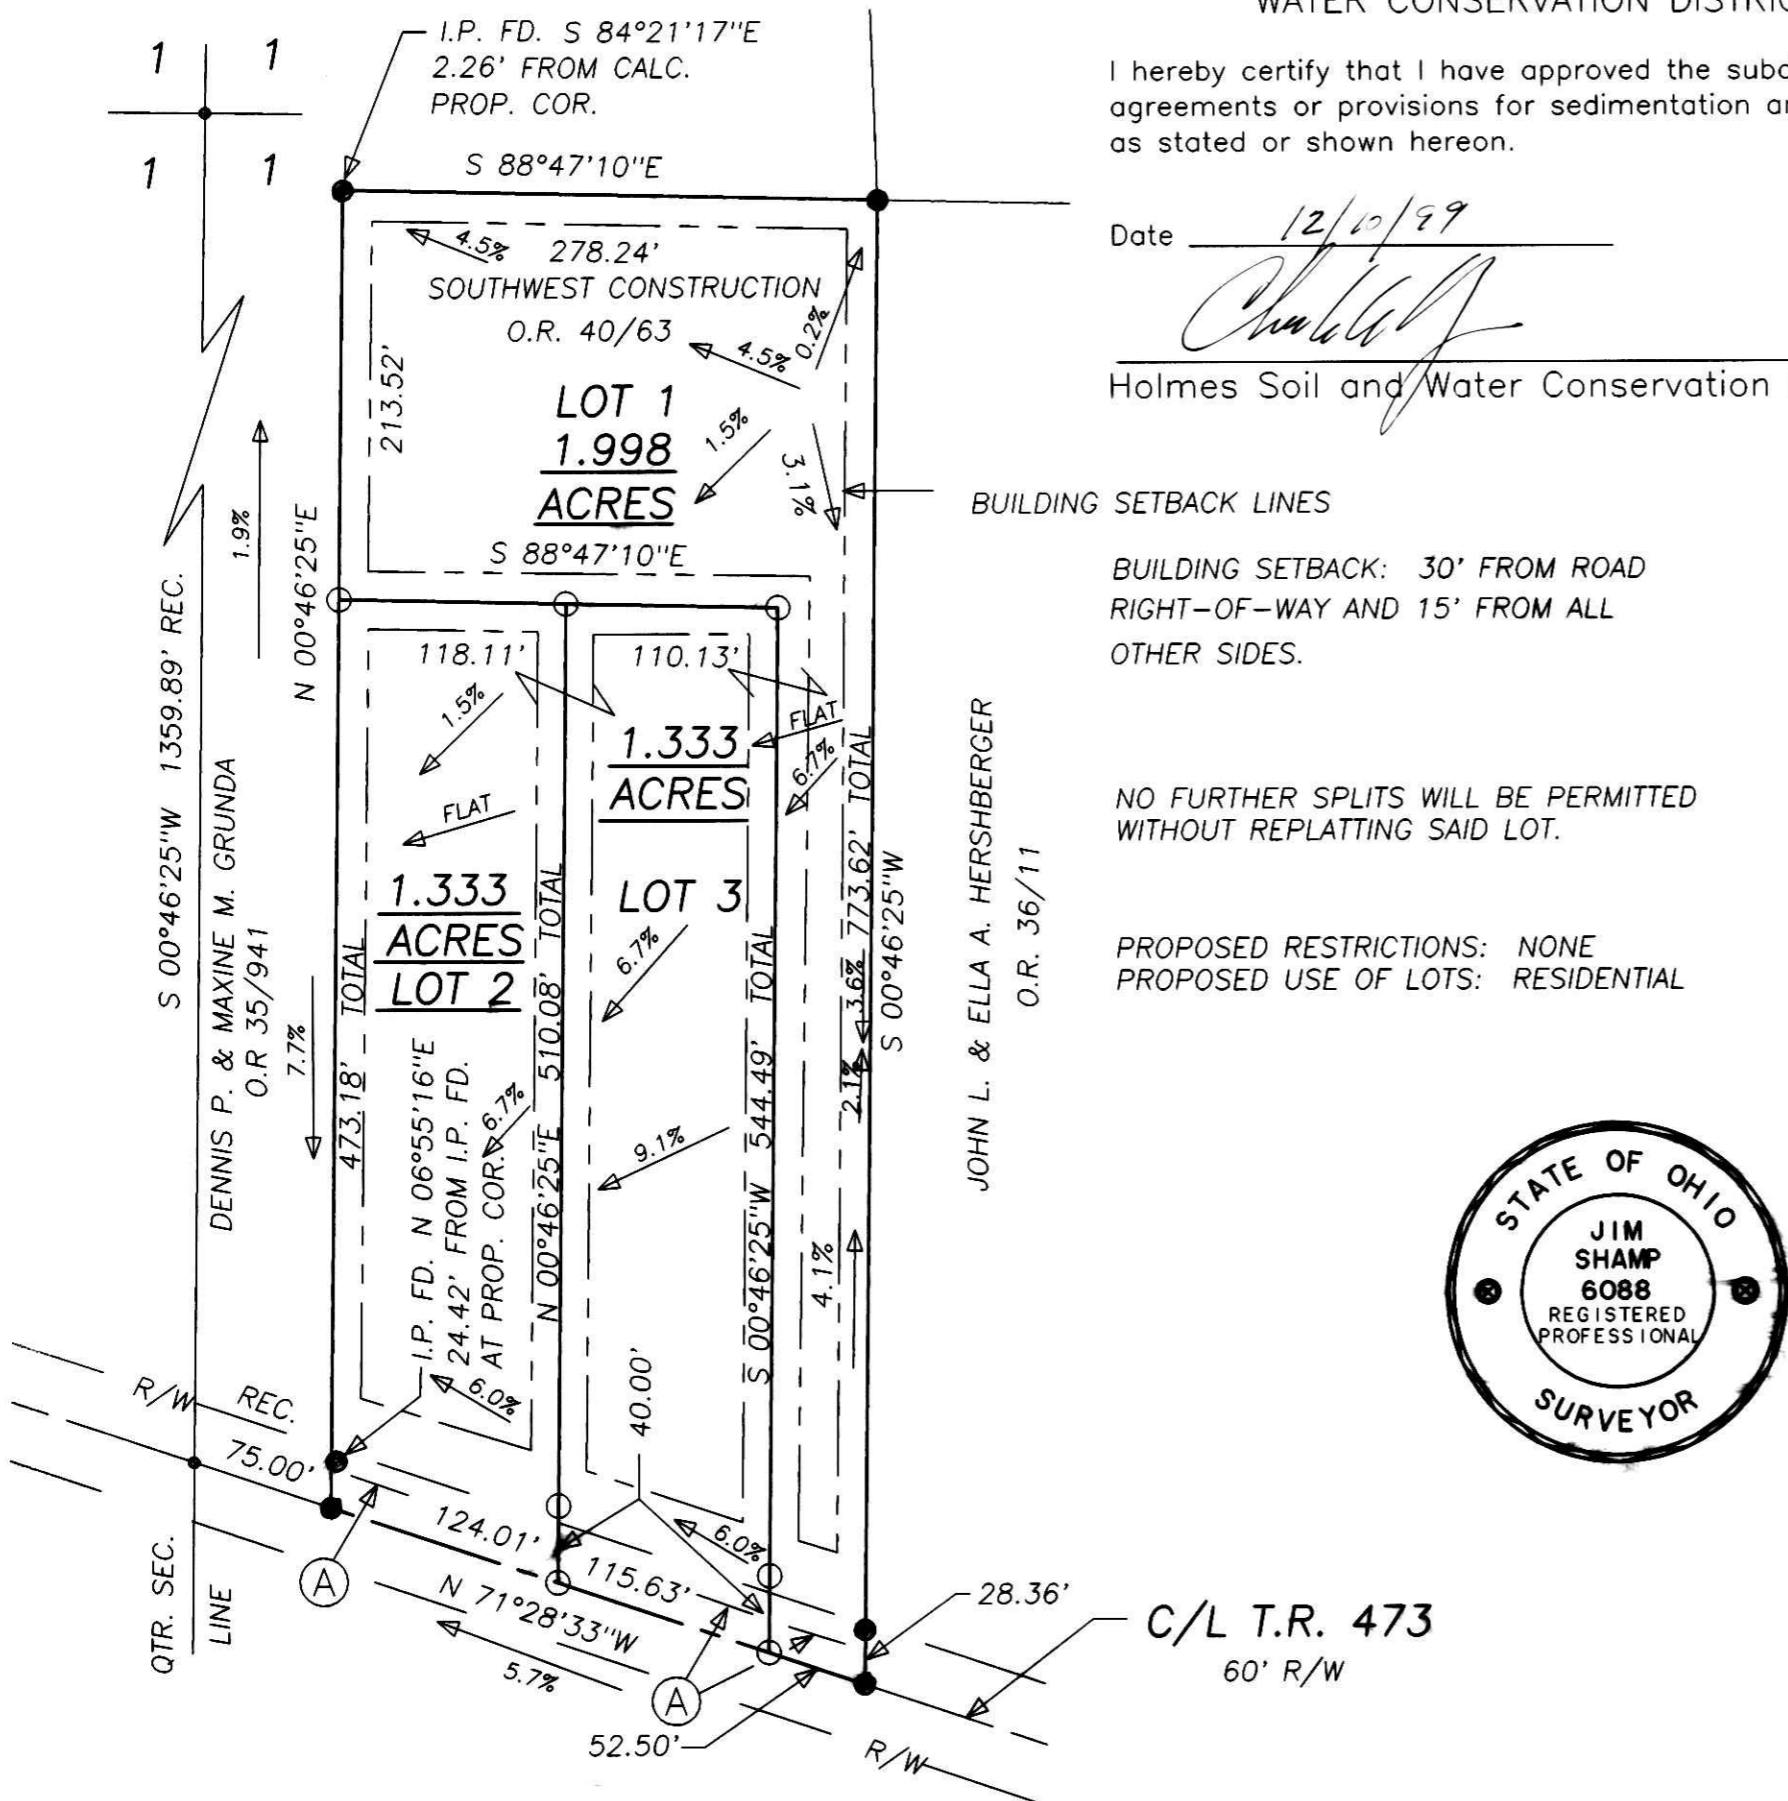 WATER CONSERVATION DISTRIC
I hereby certify that I have approved the subd
agreements or provisions for sedimentation an
as stated or shown hereon.
Date 12/10/99
Holmes Soil and Water Conservation
I.P. FD. S 84°21'17"E
2.26' FROM CALC.
PROP. COR.
1 1
1 1
S 88°47'10"E
4.5%
278.24'
SOUTHWEST CONSTRUCTION
O.R. 40/63
4.5%
0.2%
213.52'
LOT 1
1.998
ACRES
1.5%
3.1%
S 88°47'10"E
1.9%
N 00°46'25"E
S 00°46'25"W 1359.89' REC.
DENNIS P. & MAXINE M. GRUNDA
O.R 35/941
7.7%
BUILDING SETBACK LINES
BUILDING SETBACK: 30' FROM ROAD
RIGHT-OF-WAY AND 15' FROM ALL
OTHER SIDES.
118.11'
110.13'
1.5%
FLAT
1.333
ACRES
LOT 2
473.18' TOTAL
FLAT
1.333
ACRES
LOT 3
6.7%
6.7%
9.1%
N 00°46'25"E 510.08' TOTAL
S 00°46'25"W 544.49' TOTAL
773.62' TOTAL
S 00°46'25"W
3.6%
2.1%
4.1%
JOHN L. & ELLA A. HERSHBERGER
O.R. 36/11
NO FURTHER SPLITS WILL BE PERMITTED
WITHOUT REPLATTING SAID LOT.
PROPOSED RESTRICTIONS: NONE
PROPOSED USE OF LOTS: RESIDENTIAL
I.P. FD. N 06°55'16"E
24.42' FROM I.P. FD.
AT PROP. COR.
6.7%
6.0%
40.00'
6.0%
STATE OF OHIO
JIM
SHAMP
6088
REGISTERED
PROFESSIONAL
SURVEYOR
R/W
REC.
75.00'
124.01'
115.63'
N 71°28'33"W
5.7%
A
A
QTR. SEC.
LINE
28.36'
52.50'
C/L T.R. 473
60' R/W
R/W